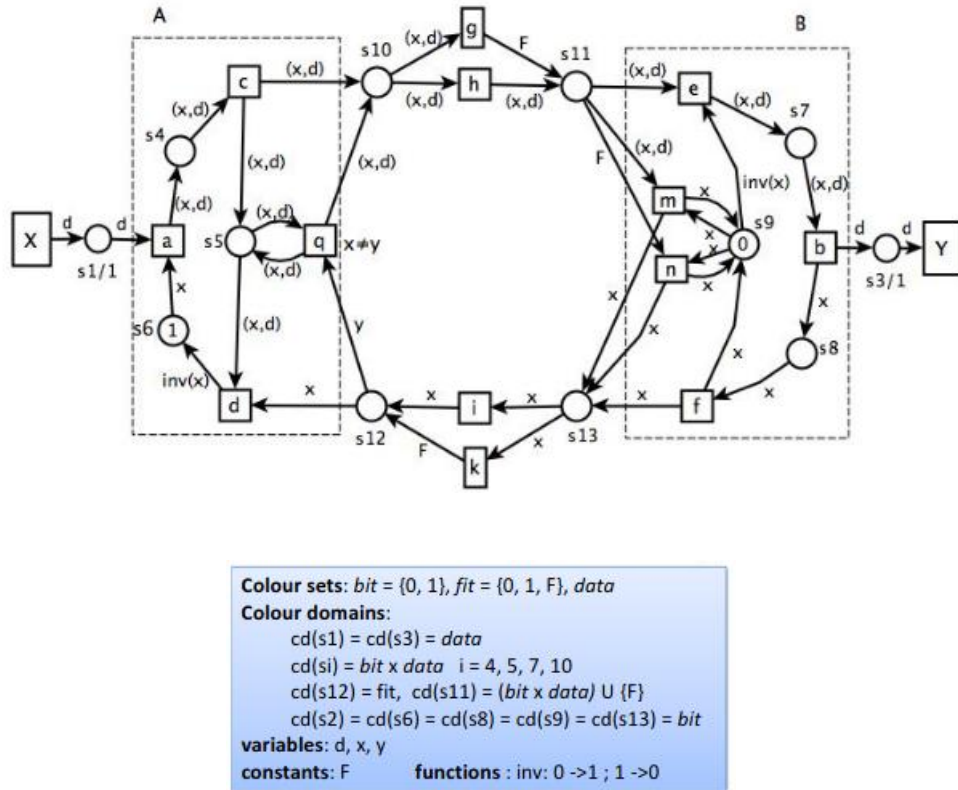 A
B
g
F
s10
(x,d)
s11
c
(x,d)
h
(x,d)
(x,d)
(x,d)
e
(x,d)
s7
s4
(x,d)
(x,d)
(x,d)
(x,d)
F
(x,d)
inv(x)
(x,d)
m
x
s9
X
d
d
s1/1
a
s5
(x,d)
q
x≠y
(x,d)
x
x
n
x
0
b
d
d
Y
s3/1
x
s6
1
(x,d)
y
x
x
x
x
s8
inv(x)
d
x
x
i
x
x
f
x
s12
F
k
x
s13
Colour sets: bit = {0, 1}, fit = {0, 1, F}, data
Colour domains:
cd(s1) = cd(s3) = data
cd(si) = bit x data i = 4, 5, 7, 10
cd(s12) = fit, cd(s11) = (bit x data) U {F}
cd(s2) = cd(s6) = cd(s8) = cd(s9) = cd(s13) = bit
variables: d, x, y
constants: F functions : inv: 0 ->1 ; 1 ->0